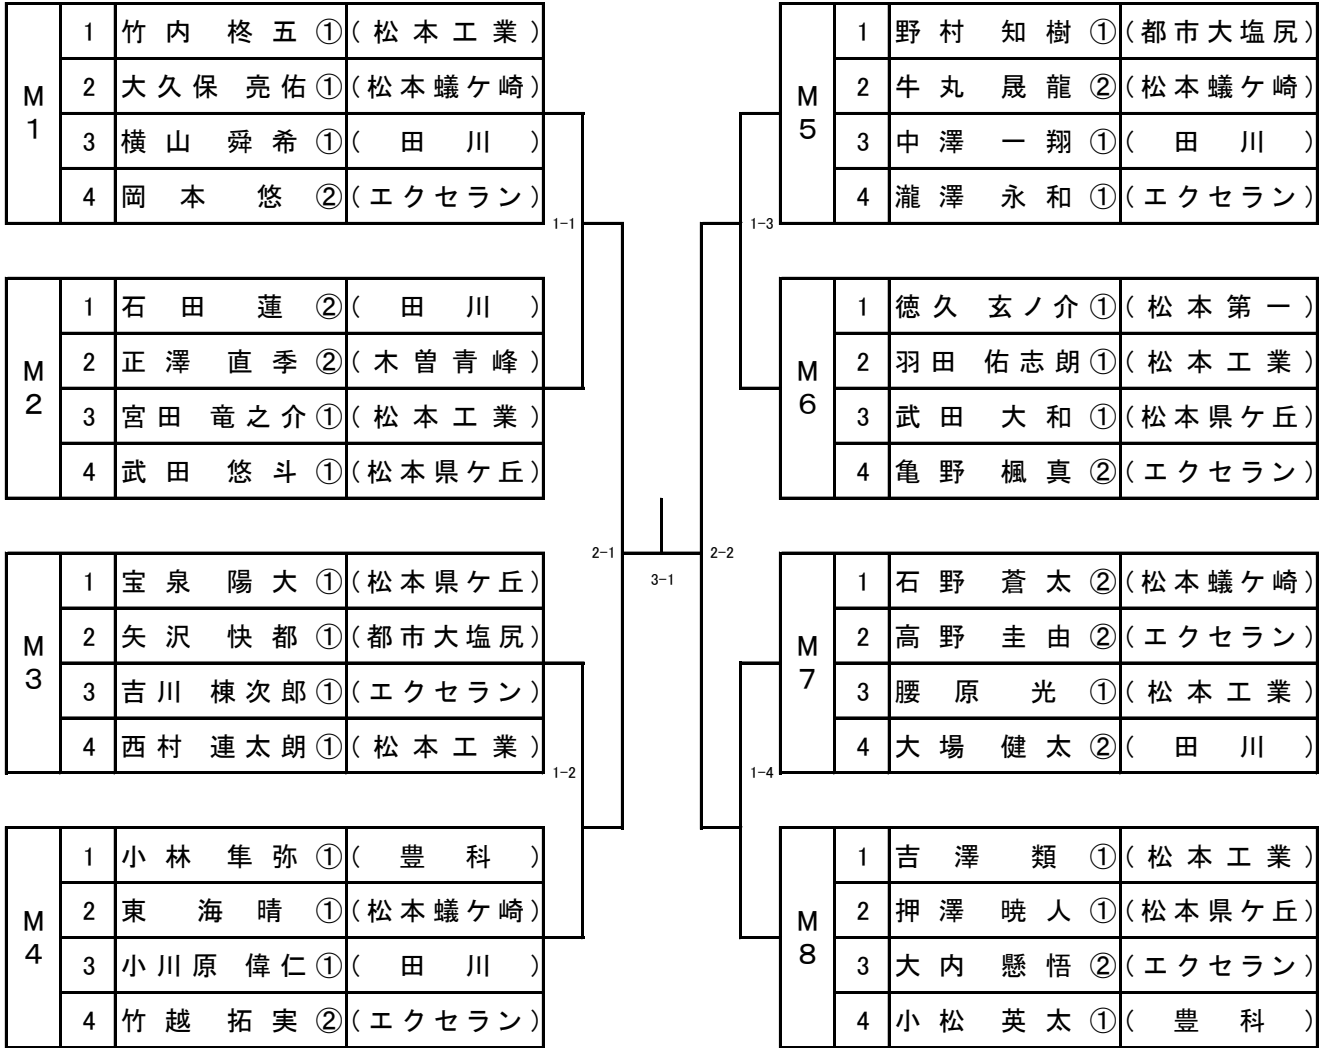 M1
1 竹内 柊五 ① (松本工業)
2 大久保 亮佑 ① (松本蟻ケ崎)
3 横山 舜希 ① (田川)
4 岡本 悠 ② (エクセラン)
1-1
M2
1 石田 蓮 ② (田川)
2 正澤 直季 ② (木曽青峰)
3 宮田 竜之介 ① (松本工業)
4 武田 悠斗 ① (松本県ケ丘)
2-1
M3
1 宝泉 陽大 ① (松本県ケ丘)
2 矢沢 快都 ① (都市大塩尻)
3 吉川 棟次郎 ① (エクセラン)
4 西村 連太朗 ① (松本工業)
1-2
M4
1 小林 隼弥 ① (豊科)
2 東 海晴 ① (松本蟻ケ崎)
3 小川原 偉仁 ① (田川)
4 竹越 拓実 ② (エクセラン)
3-1
M5
1 野村 知樹 ① (都市大塩尻)
2 牛丸 晟龍 ② (松本蟻ケ崎)
3 中澤 一翔 ① (田川)
4 瀧澤 永和 ① (エクセラン)
1-3
M6
1 徳久 玄ノ介 ① (松本第一)
2 羽田 佑志朗 ① (松本工業)
3 武田 大和 ① (松本県ケ丘)
4 亀野 楓真 ② (エクセラン)
2-2
M7
1 石野 蒼太 ② (松本蟻ケ崎)
2 高野 圭由 ② (エクセラン)
3 腰原 光 ① (松本工業)
4 大場 健太 ② (田川)
1-4
M8
1 吉澤 類 ① (松本工業)
2 押澤 暁人 ① (松本県ケ丘)
3 大内 懸悟 ② (エクセラン)
4 小松 英太 ① (豊科)